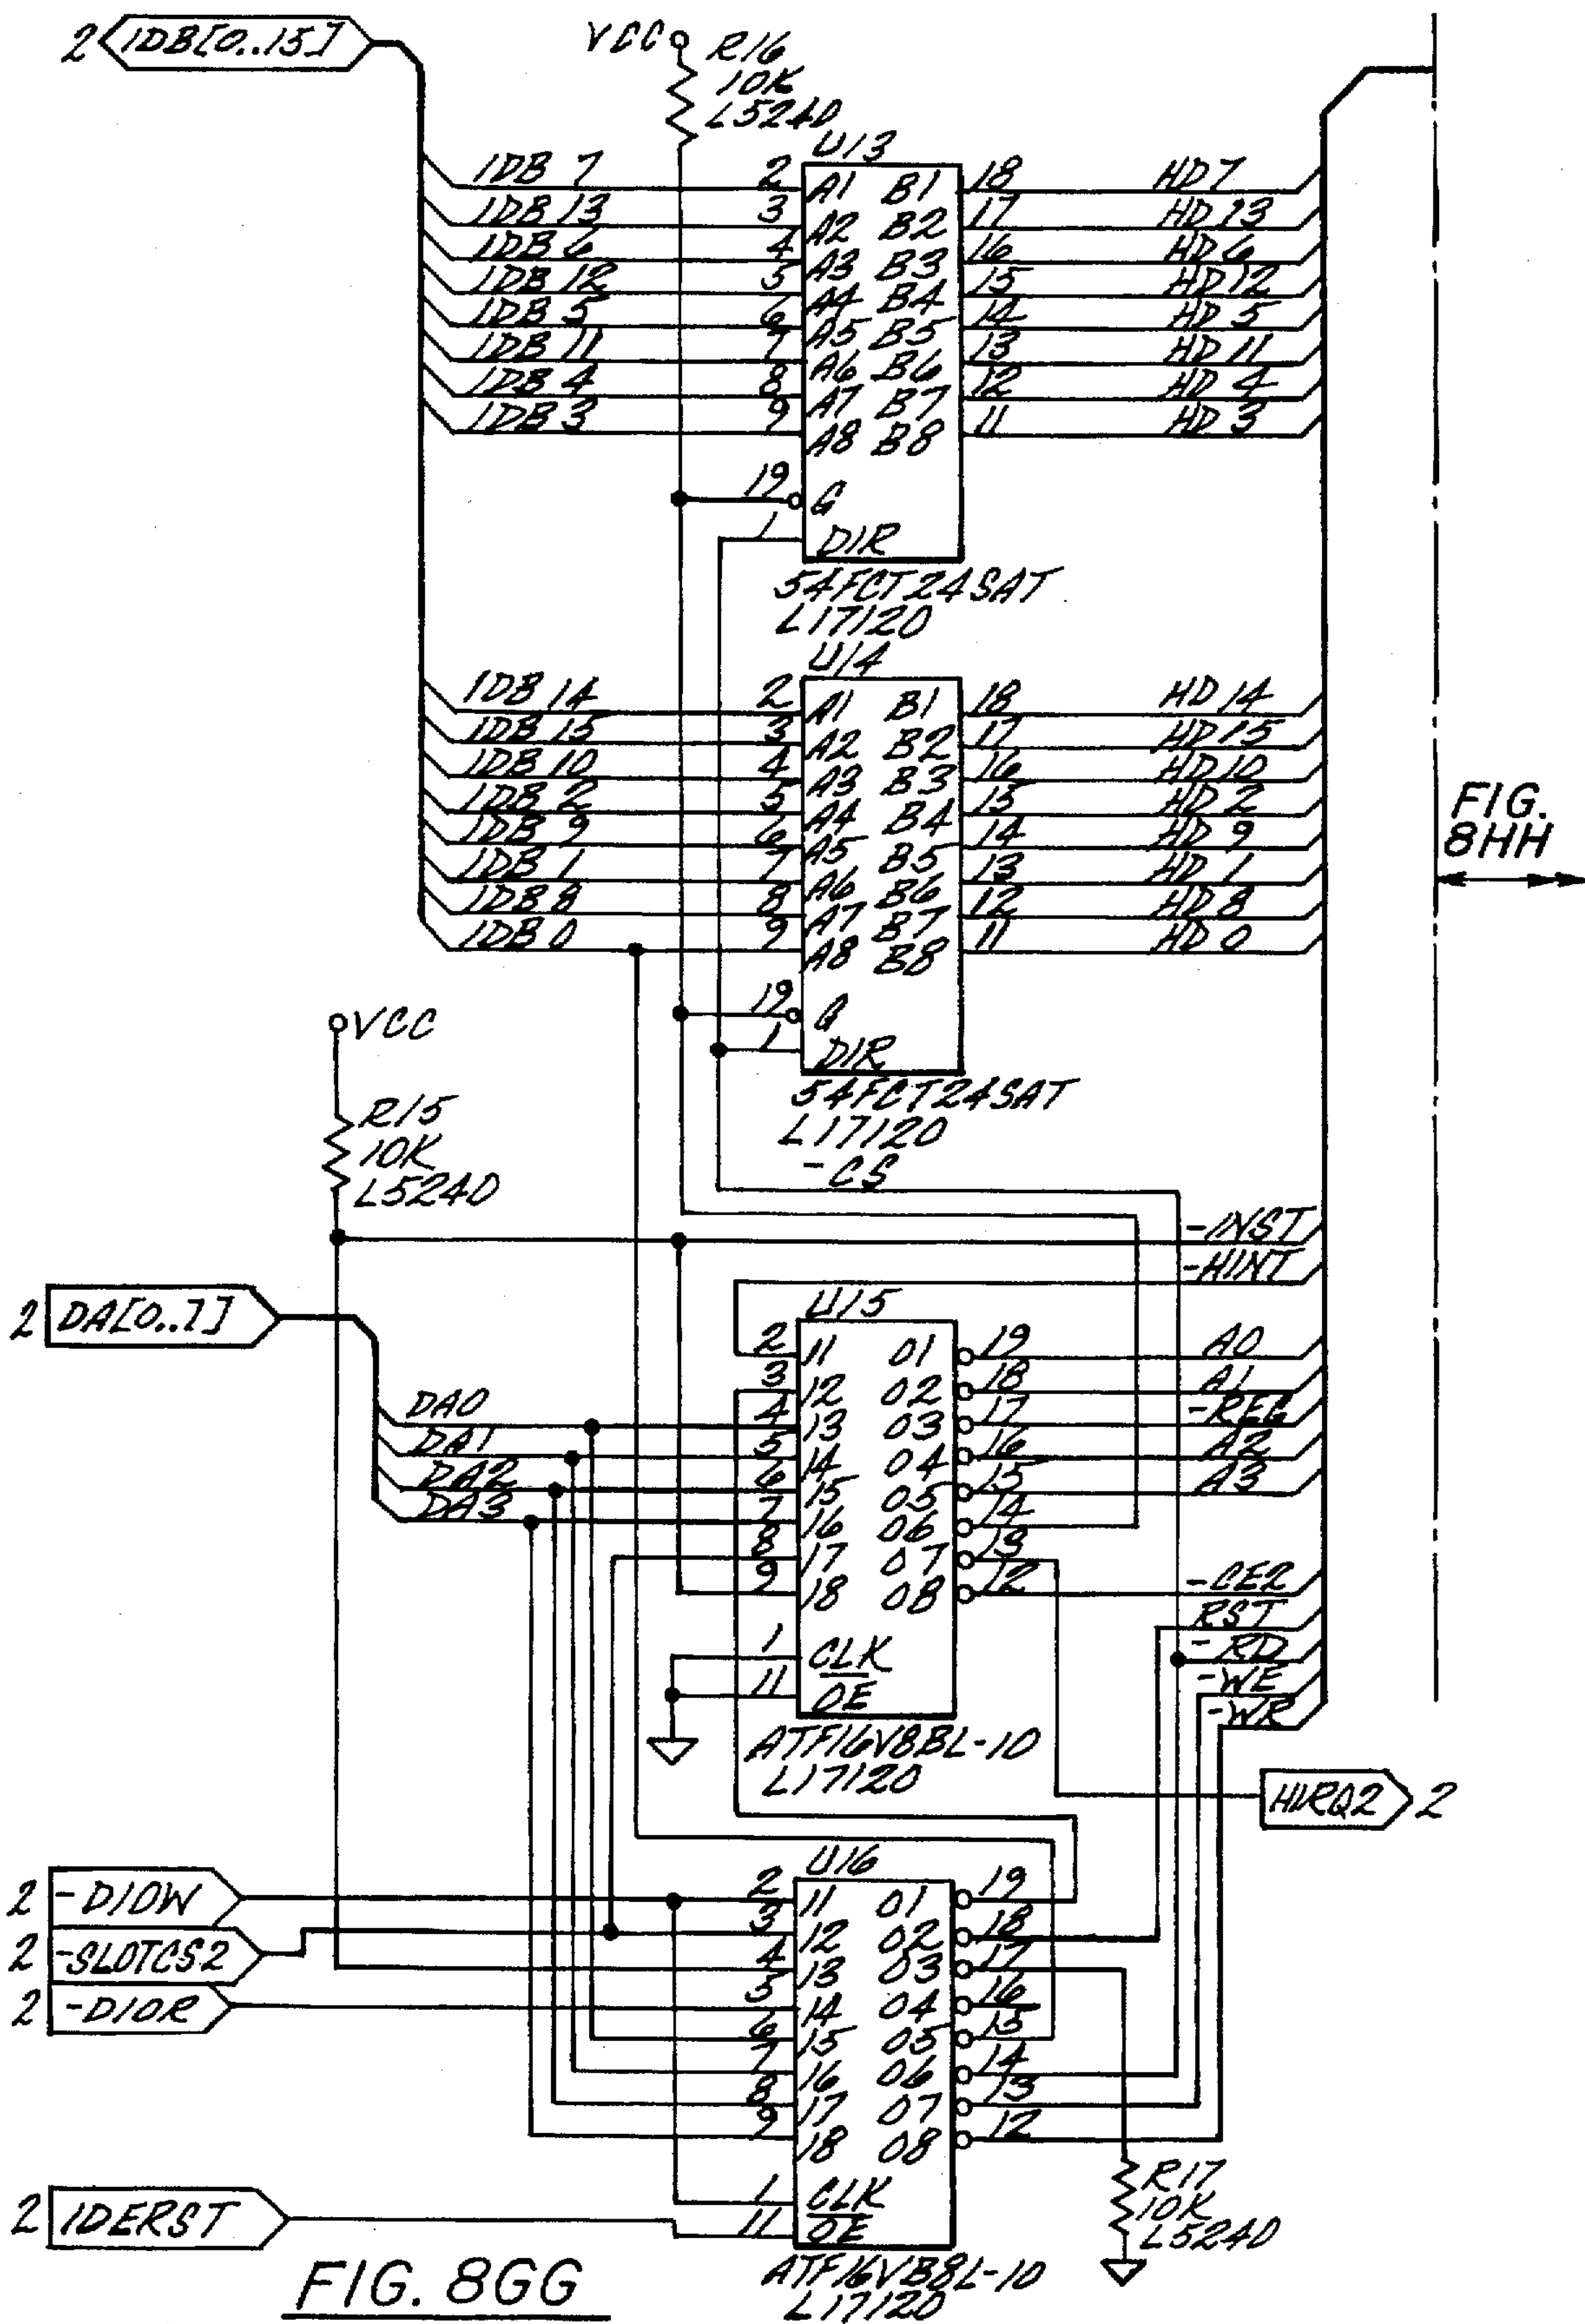 2 IDB[0..15]
VCC R16
10K
L524D
U13
IDB 7 2 A1 B1 18 HD7
IDB 13 3 A2 B2 17 HD 13
IDB 6 4 A3 B3 16 HD 6
IDB 12 5 A4 B4 15 HD 12
IDB 5 6 A5 B5 14 HD 5
IDB 11 7 A6 B6 13 HD 11
IDB 4 8 A7 B7 12 HD 4
IDB 3 9 A8 B8 11 HD 3
19 G
1 DIR
54FCT245AT
L17120
U14
IDB 14 2 A1 B1 18 HD 14
IDB 15 3 A2 B2 17 HD 15
IDB 10 4 A3 B3 16 HD 10
IDB 2 5 A4 B4 15 HD 2
IDB 9 6 A5 B5 14 HD 9
IDB 1 7 A6 B6 13 HD 1
IDB 8 8 A7 B7 12 HD 8
IDB 0 9 A8 B8 11 HD 0
FIG.
8HH
19 G
1 DIR
54FCT245AT
L17120
-CS
VCC
R15
10K
L524D
-INST
-HINT
2 DA[0..7]
U15
2 I1 O1 19 A0
3 I2 O2 18 A1
DA0 4 I3 O3 17 -REG
DA1 5 I4 O4 16 A2
DA2 6 I5 O5 15 A3
DA3 7 I6 O6 14
8 I7 O7 13
9 I8 O8 12 -CE2
RST
1 CLK -RD
11 OE -WE
-WR
ATF16V8BL-10
L17120
HIRQ2 2
U16
2 -DIOW 2 I1 O1 19
2 -SLOTCS2 3 I2 O2 18
4 I3 O3 17
2 -DIOR 5 I4 O4 16
6 I5 O5 15
7 I6 O6 14
8 I7 O7 13
9 I8 O8 12
1 CLK
2 IDERST 11 OE
R17
10K
L524D
ATF16VB8L-10
L17120
FIG. 8GG